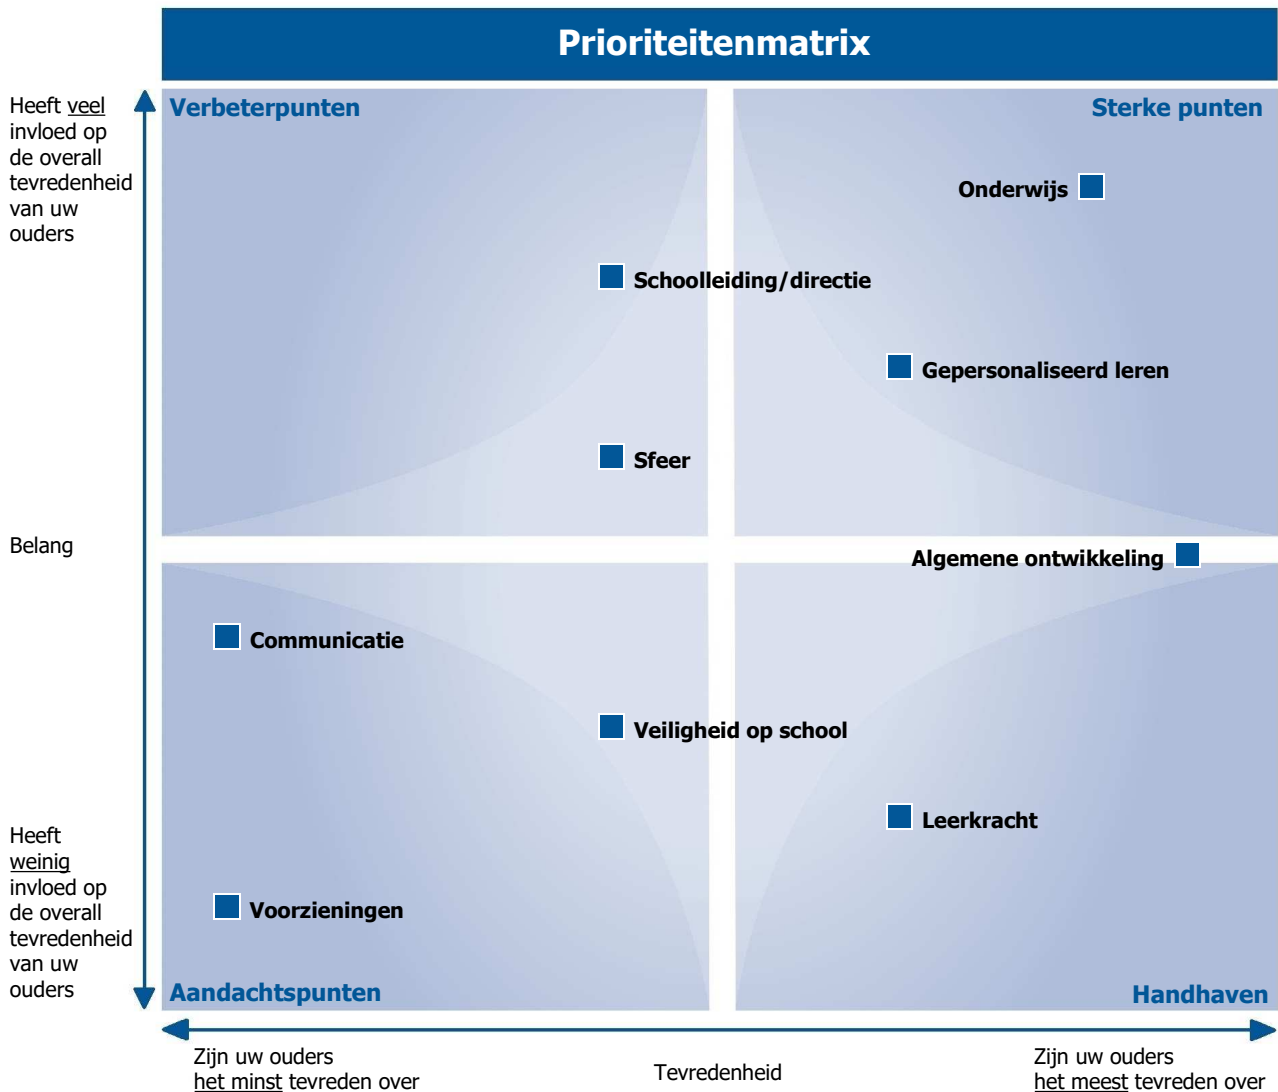 Prioriteitenmatrix
Heeft veel
invloed op
de overall
tevredenheid
van uw
ouders
Verbeterpunten
Sterke punten
Onderwijs
Schoolleiding/directie
Gepersonaliseerd leren
Sfeer
Belang
Algemene ontwikkeling
Communicatie
Veiligheid op school
Leerkracht
Heeft
weinig
invloed op
de overall
tevredenheid
van uw
ouders
Voorzieningen
Aandachtspunten
Handhaven
Zijn uw ouders
het minst tevreden over
Tevredenheid
Zijn uw ouders
het meest tevreden over